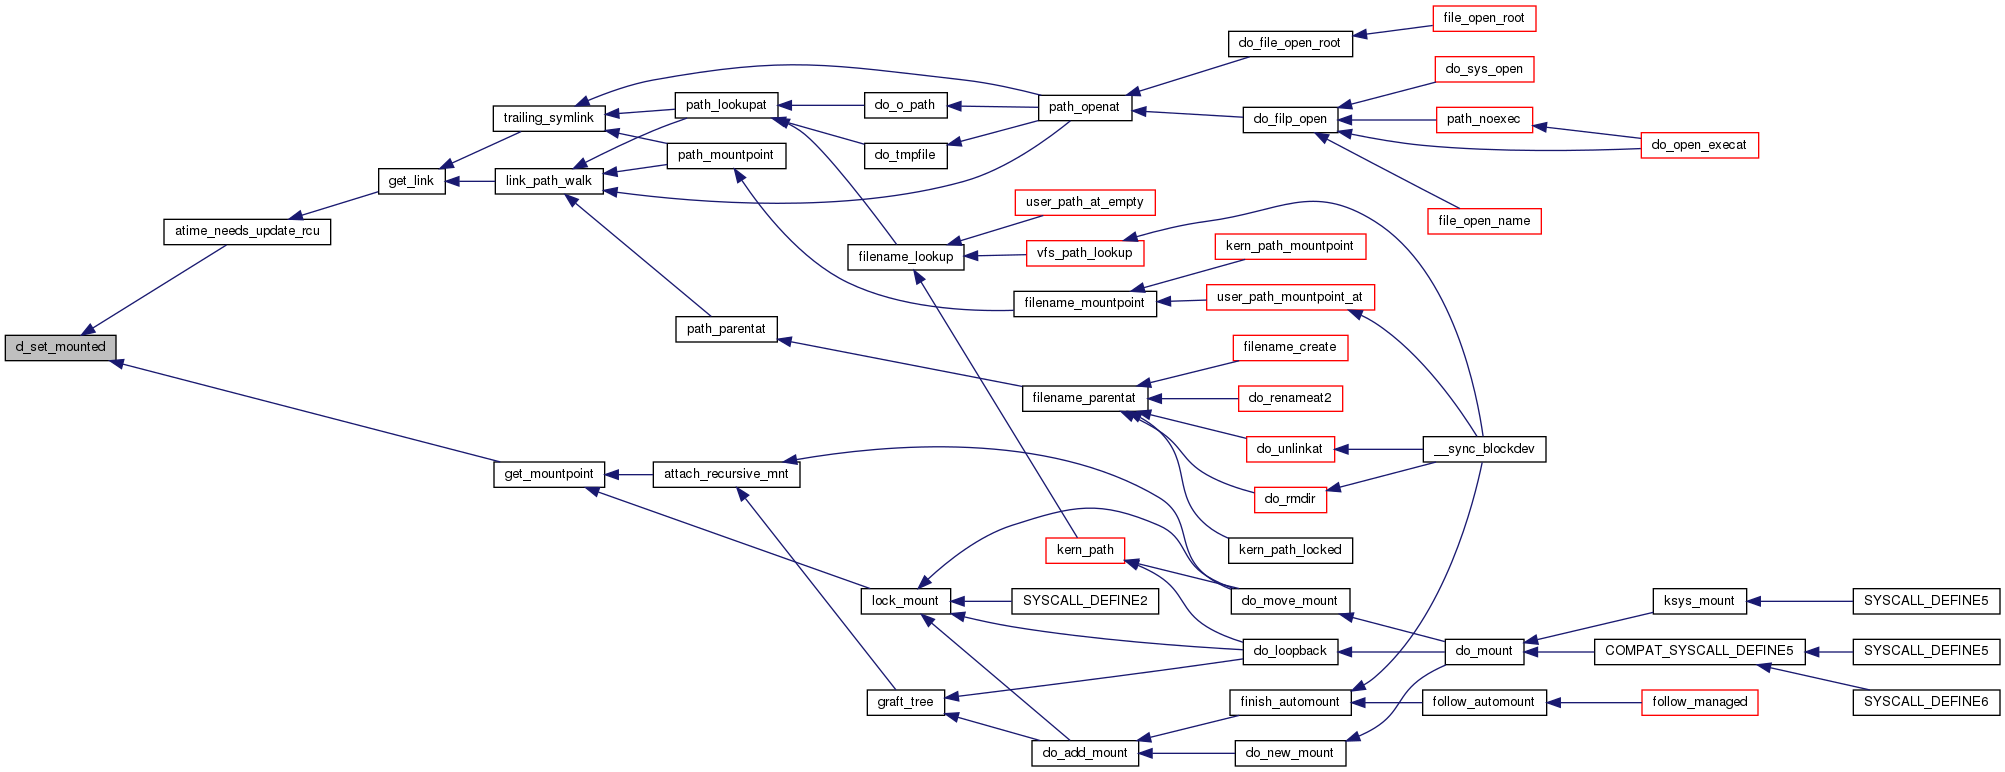 file_open_root
do_file_open_root
do_sys_open
path_lookupat
do_o_path
path_openat
trailing_symlink
do_filp_open
path_noexec
do_open_execat
path_mountpoint
do_tmpfile
get_link
link_path_walk
user_path_at_empty
file_open_name
atime_needs_update_rcu
filename_lookup
vfs_path_lookup
kern_path_mountpoint
filename_mountpoint
user_path_mountpoint_at
path_parentat
d_set_mounted
filename_create
filename_parentat
do_renameat2
do_unlinkat
__sync_blockdev
get_mountpoint
attach_recursive_mnt
do_rmdir
kern_path
kern_path_locked
lock_mount
SYSCALL_DEFINE2
do_move_mount
ksys_mount
SYSCALL_DEFINE5
do_loopback
do_mount
COMPAT_SYSCALL_DEFINE5
SYSCALL_DEFINE5
graft_tree
finish_automount
follow_automount
follow_managed
SYSCALL_DEFINE6
do_add_mount
do_new_mount